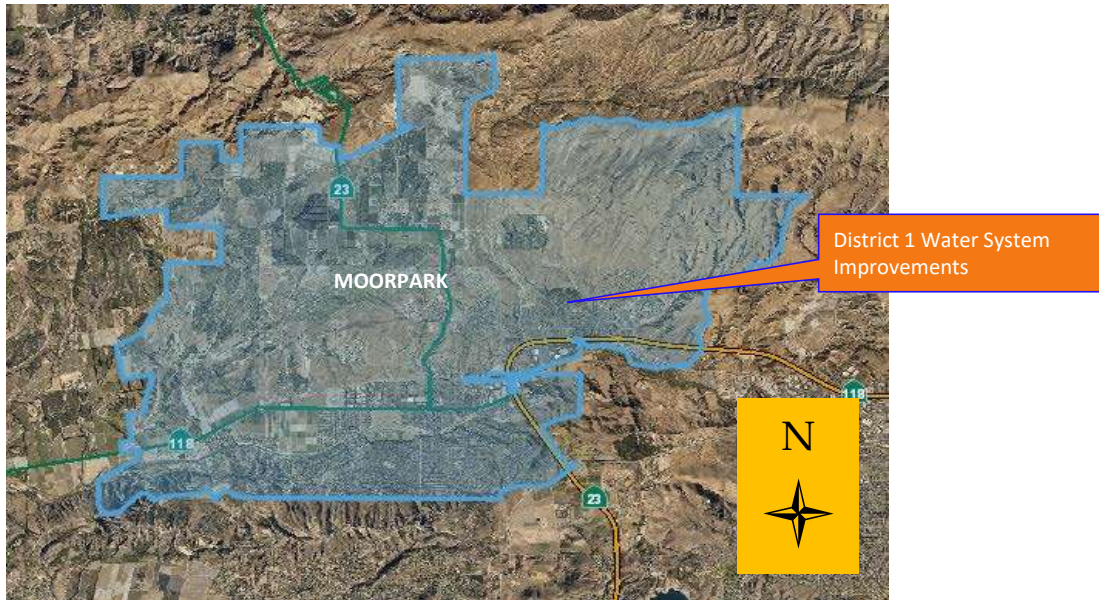 23
District 1 Water System
Improvements
MOORPARK
118
N
118
23